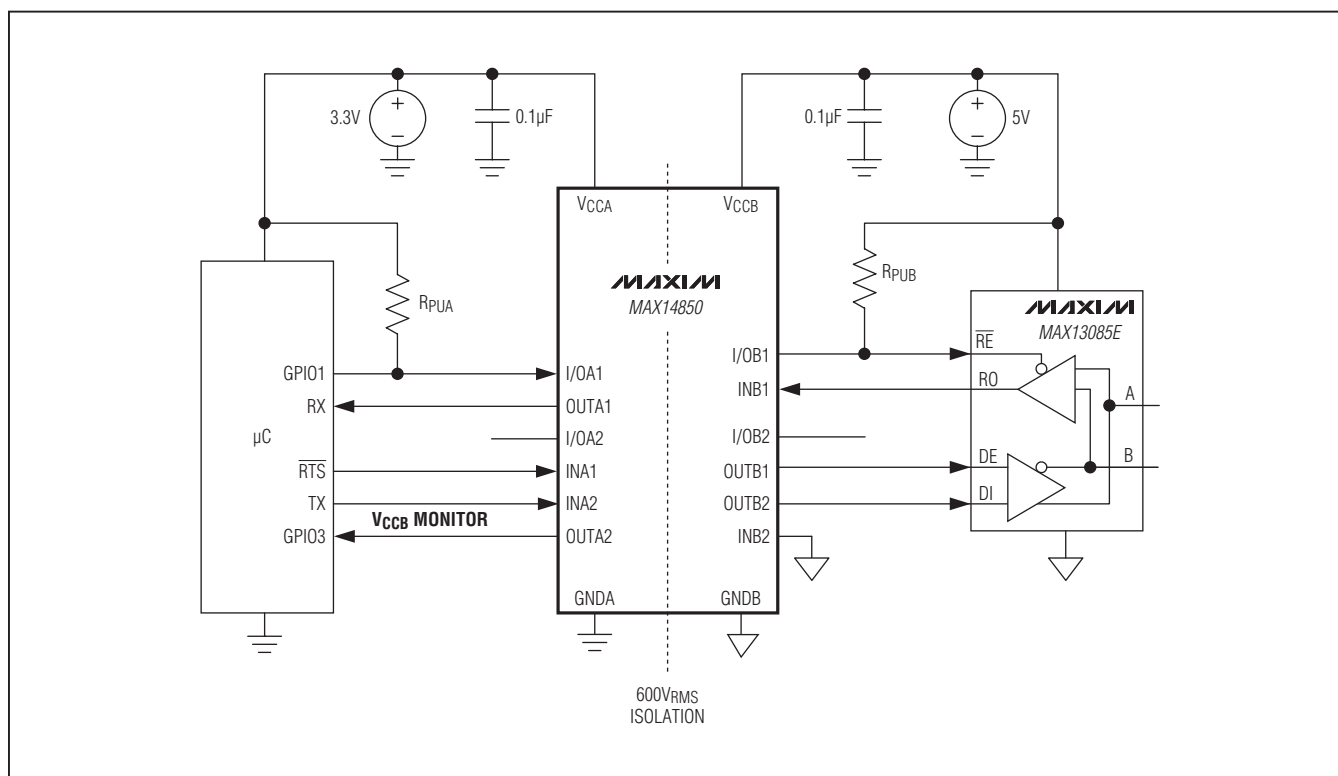 3.3V
0.1µF
0.1µF
5V
VCCA
VCCB
RPUA
RPUB
MAXIM
MAX14850
MAXIM
MAX13085E
µC
GPIO1
RX
RTS
TX
GPIO3
VCCB MONITOR
I/OA1
OUTA1
I/OA2
INA1
INA2
OUTA2
GNDA
I/OB1
INB1
I/OB2
OUTB1
OUTB2
INB2
GNDB
RE
RO
DE
DI
A
B
+
–
+
–
600VRMS
ISOLATION